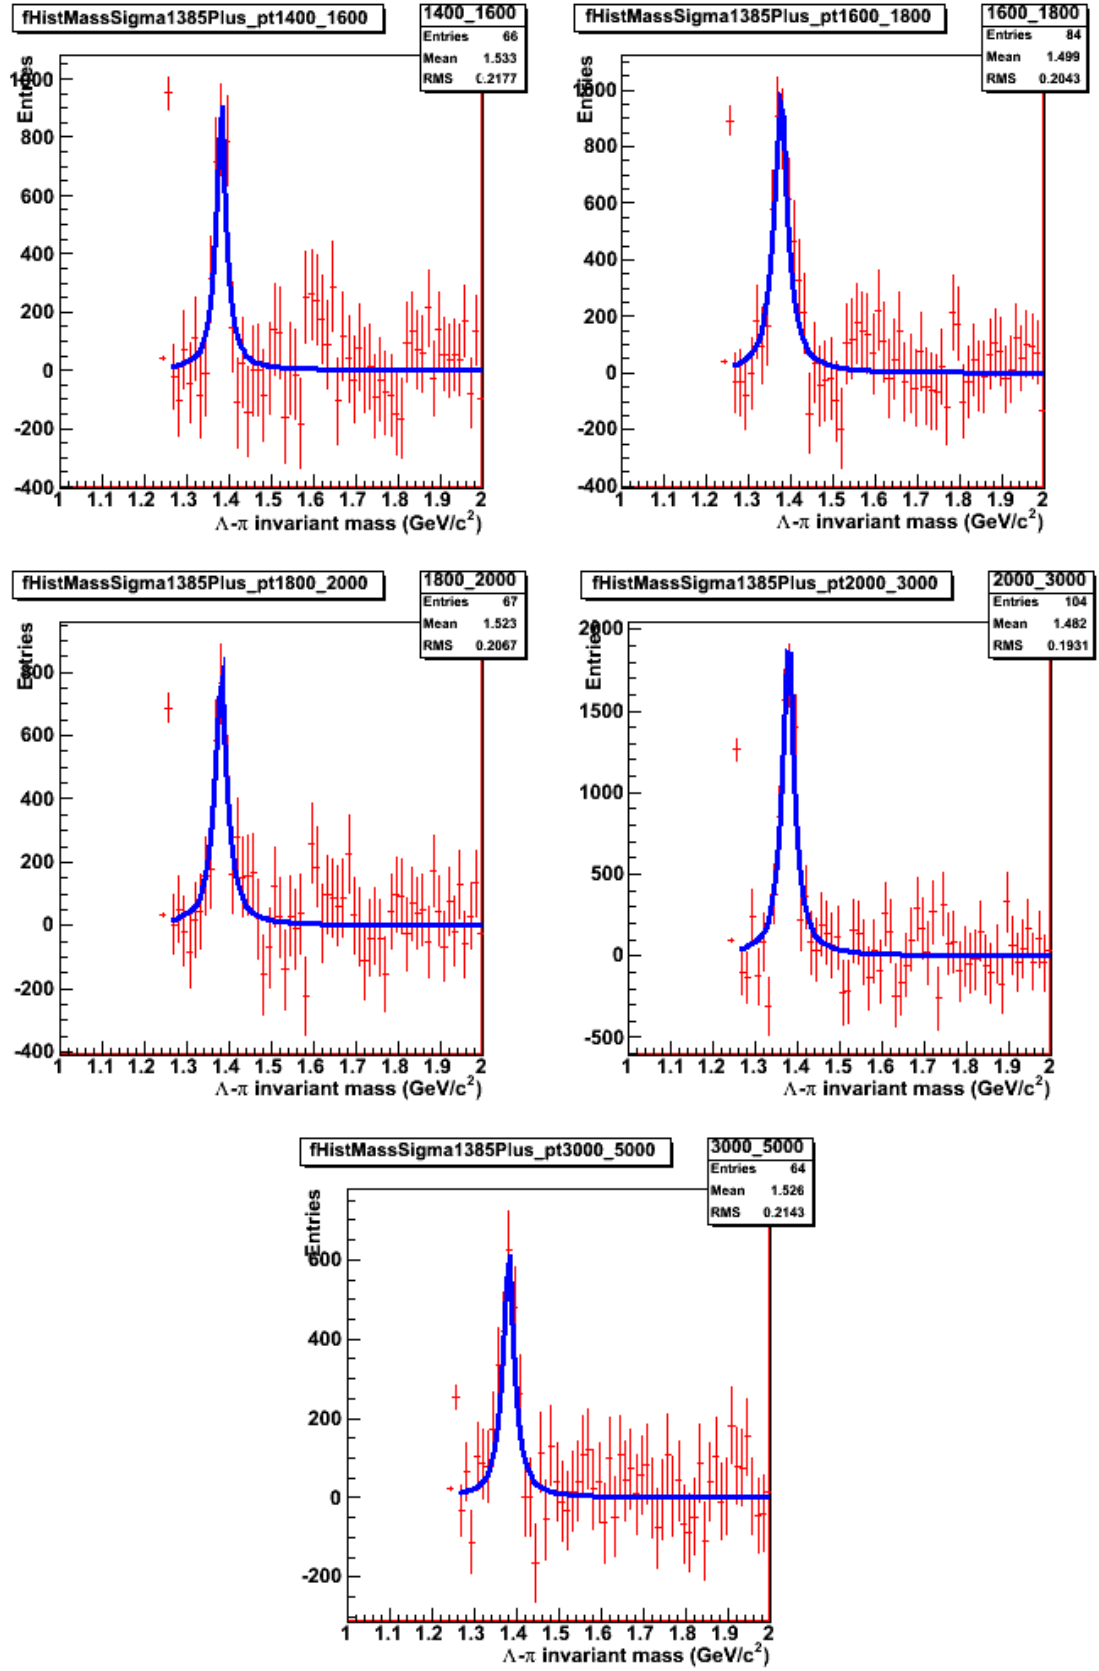 fHistMassSigma1385Plus_pt1400_1600
1400_1600
Entries 66
Mean 1.533
RMS 0.2177
Entries
1000
800
600
400
200
0
-200
-400
1 1.1 1.2 1.3 1.4 1.5 1.6 1.7 1.8 1.9 2
Λ-π invariant mass (GeV/c²)
fHistMassSigma1385Plus_pt1600_1800
1600_1800
Entries 84
Mean 1.499
RMS 0.2043
Entries
1000
800
600
400
200
0
-200
-400
1 1.1 1.2 1.3 1.4 1.5 1.6 1.7 1.8 1.9 2
Λ-π invariant mass (GeV/c²)
fHistMassSigma1385Plus_pt1800_2000
1800_2000
Entries 67
Mean 1.523
RMS 0.2067
Entries
800
600
400
200
0
-200
-400
1 1.1 1.2 1.3 1.4 1.5 1.6 1.7 1.8 1.9 2
Λ-π invariant mass (GeV/c²)
fHistMassSigma1385Plus_pt2000_3000
2000_3000
Entries 104
Mean 1.482
RMS 0.1931
Entries
2000
1500
1000
500
0
-500
1 1.1 1.2 1.3 1.4 1.5 1.6 1.7 1.8 1.9 2
Λ-π invariant mass (GeV/c²)
fHistMassSigma1385Plus_pt3000_5000
3000_5000
Entries 64
Mean 1.526
RMS 0.2143
Entries
600
400
200
0
-200
1 1.1 1.2 1.3 1.4 1.5 1.6 1.7 1.8 1.9 2
Λ-π invariant mass (GeV/c²)